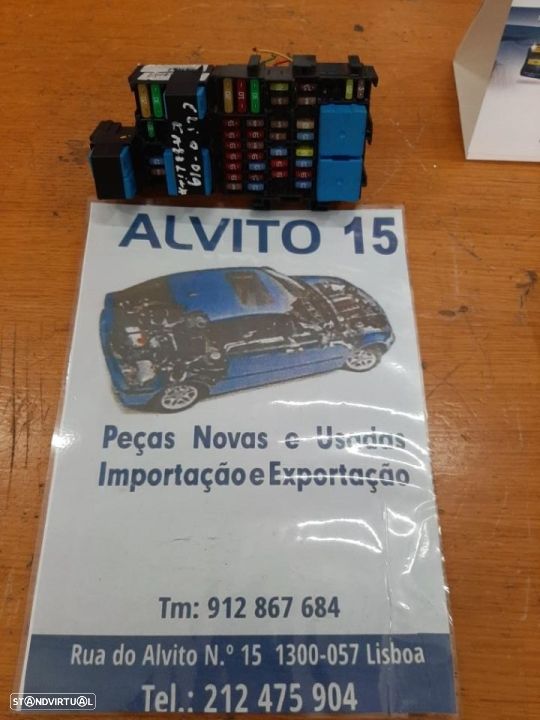 ALVITO 15
Peças Novas e Usadas
Importação e Exportação
Tm: 912 867 684
Rua do Alvito N.º 15 1300-057 Lisboa
Tel.: 212 475 904
STANDVIRTUAL